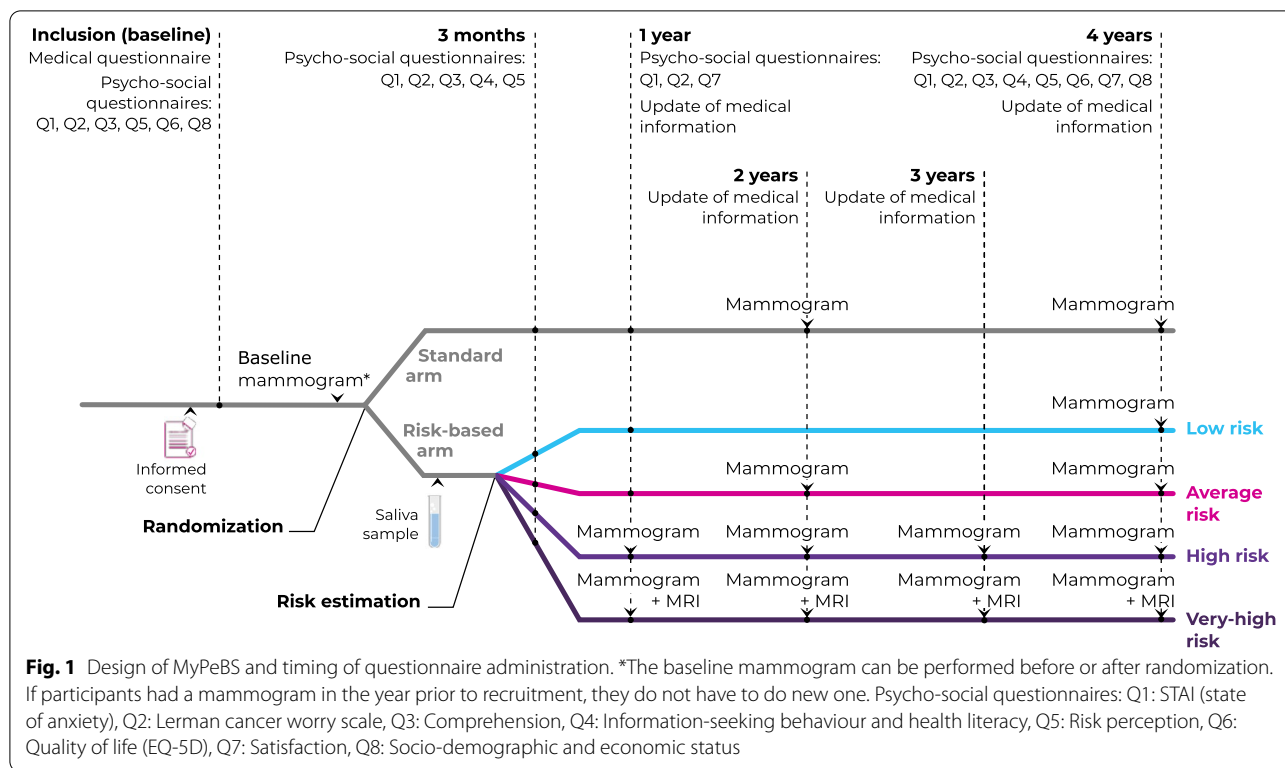 Inclusion (baseline)
Medical questionnaire
Psycho-social
questionnaires:
Q1, Q2, Q3, Q5, Q6, Q8
3 months
Psycho-social questionnaires:
Q1, Q2, Q3, Q4, Q5
1 year
Psycho-social questionnaires:
Q1, Q2, Q7
Update of medical
information
4 years
Psycho-social questionnaires:
Q1, Q2, Q3, Q4, Q5, Q6, Q7, Q8
Update of medical
information
2 years
Update of medical
information
3 years
Update of medical
information
Mammogram
Mammogram
Baseline
mammogram*
Standard
arm
Risk-based
arm
Informed
consent
Randomization
Saliva
sample
Risk estimation
Mammogram
Low risk
Mammogram
Mammogram
Average
risk
Mammogram
Mammogram
Mammogram
Mammogram
High risk
Mammogram
+ MRI
Mammogram
+ MRI
Mammogram
+ MRI
Mammogram
+ MRI
Very-high
risk
Fig. 1 Design of MyPeBS and timing of questionnaire administration. *The baseline mammogram can be performed before or after randomization.
If participants had a mammogram in the year prior to recruitment, they do not have to do new one. Psycho-social questionnaires: Q1: STAI (state
of anxiety), Q2: Lerman cancer worry scale, Q3: Comprehension, Q4: Information-seeking behaviour and health literacy, Q5: Risk perception, Q6:
Quality of life (EQ-5D), Q7: Satisfaction, Q8: Socio-demographic and economic status